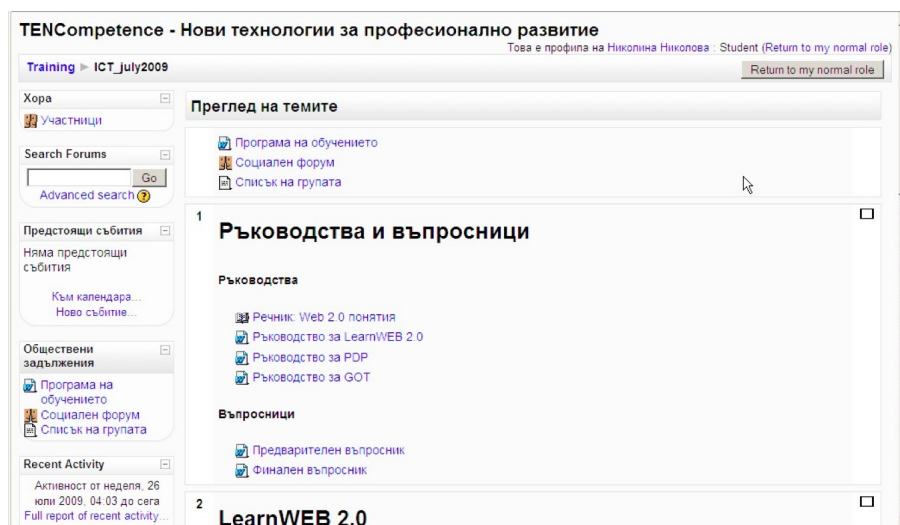 TENCompetence - Нови технологии за професионално развитие
Това е профила на Николина Николова : Student (Return to my normal role)
Training ► ICT_july2009
Return to my normal role
Хора
Участници
Search Forums
Go
Advanced search
Предстоящи събития
Няма предстоящи
събития
Към календара...
Ново събитие...
Обществени
задължения
Програма на
обучението
Социален форум
Списък на групата
Recent Activity
Активност от неделя, 26
юли 2009, 04:03 до сега
Full report of recent activity...
Преглед на темите
Програма на обучението
Социален форум
Списък на групата
1
Ръководства и въпросници
Ръководства
Речник: Web 2.0 понятия
Ръководство за LearnWEB 2.0
Ръководство за PDP
Ръководство за GOT
Въпросници
Предварителен въпросник
Финален въпросник
2
LearnWEB 2.0